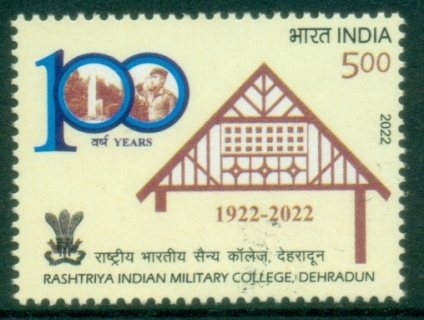 भारत INDIA
5.00
2022
100
वर्ष YEARS
1922-2022
राष्ट्रीय भारतीय सैन्य कॉलेज, देहरादून
RASHTRIYA INDIAN MILITARY COLLEGE, DEHRADUN